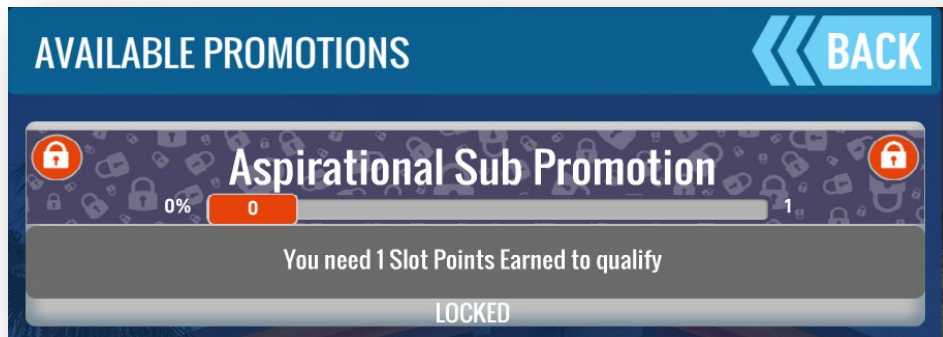 AVAILABLE PROMOTIONS
BACK
Aspirational Sub Promotion
0% 0 1
You need 1 Slot Points Earned to qualify
LOCKED